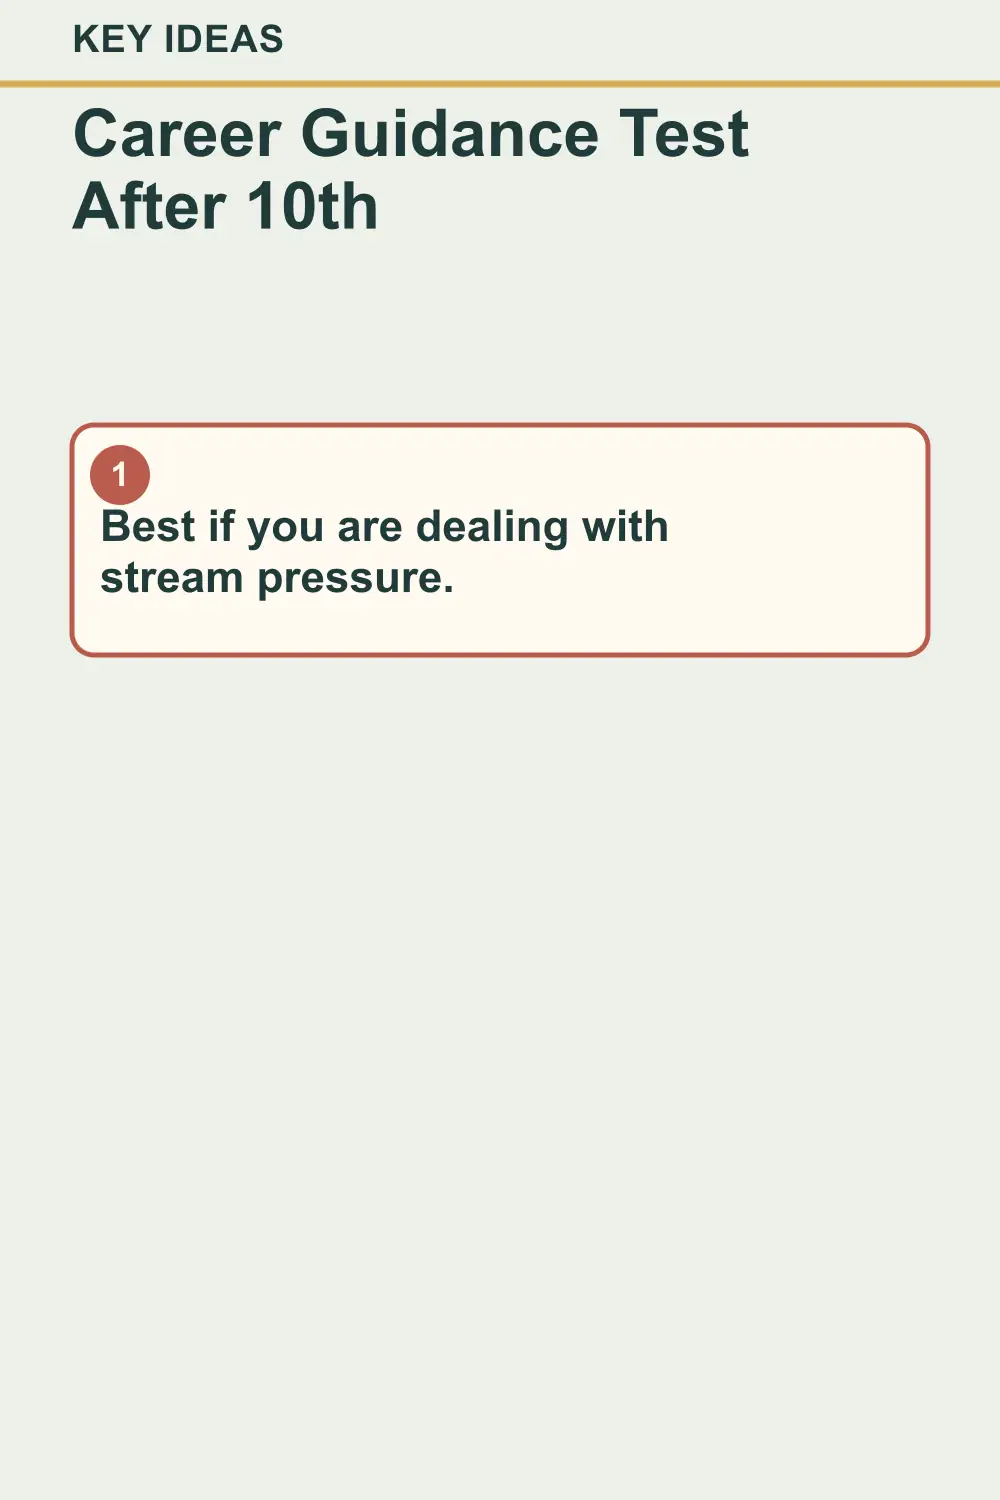 KEY IDEAS
Career Guidance Test
After 10th
1
Best if you are dealing with
stream pressure.